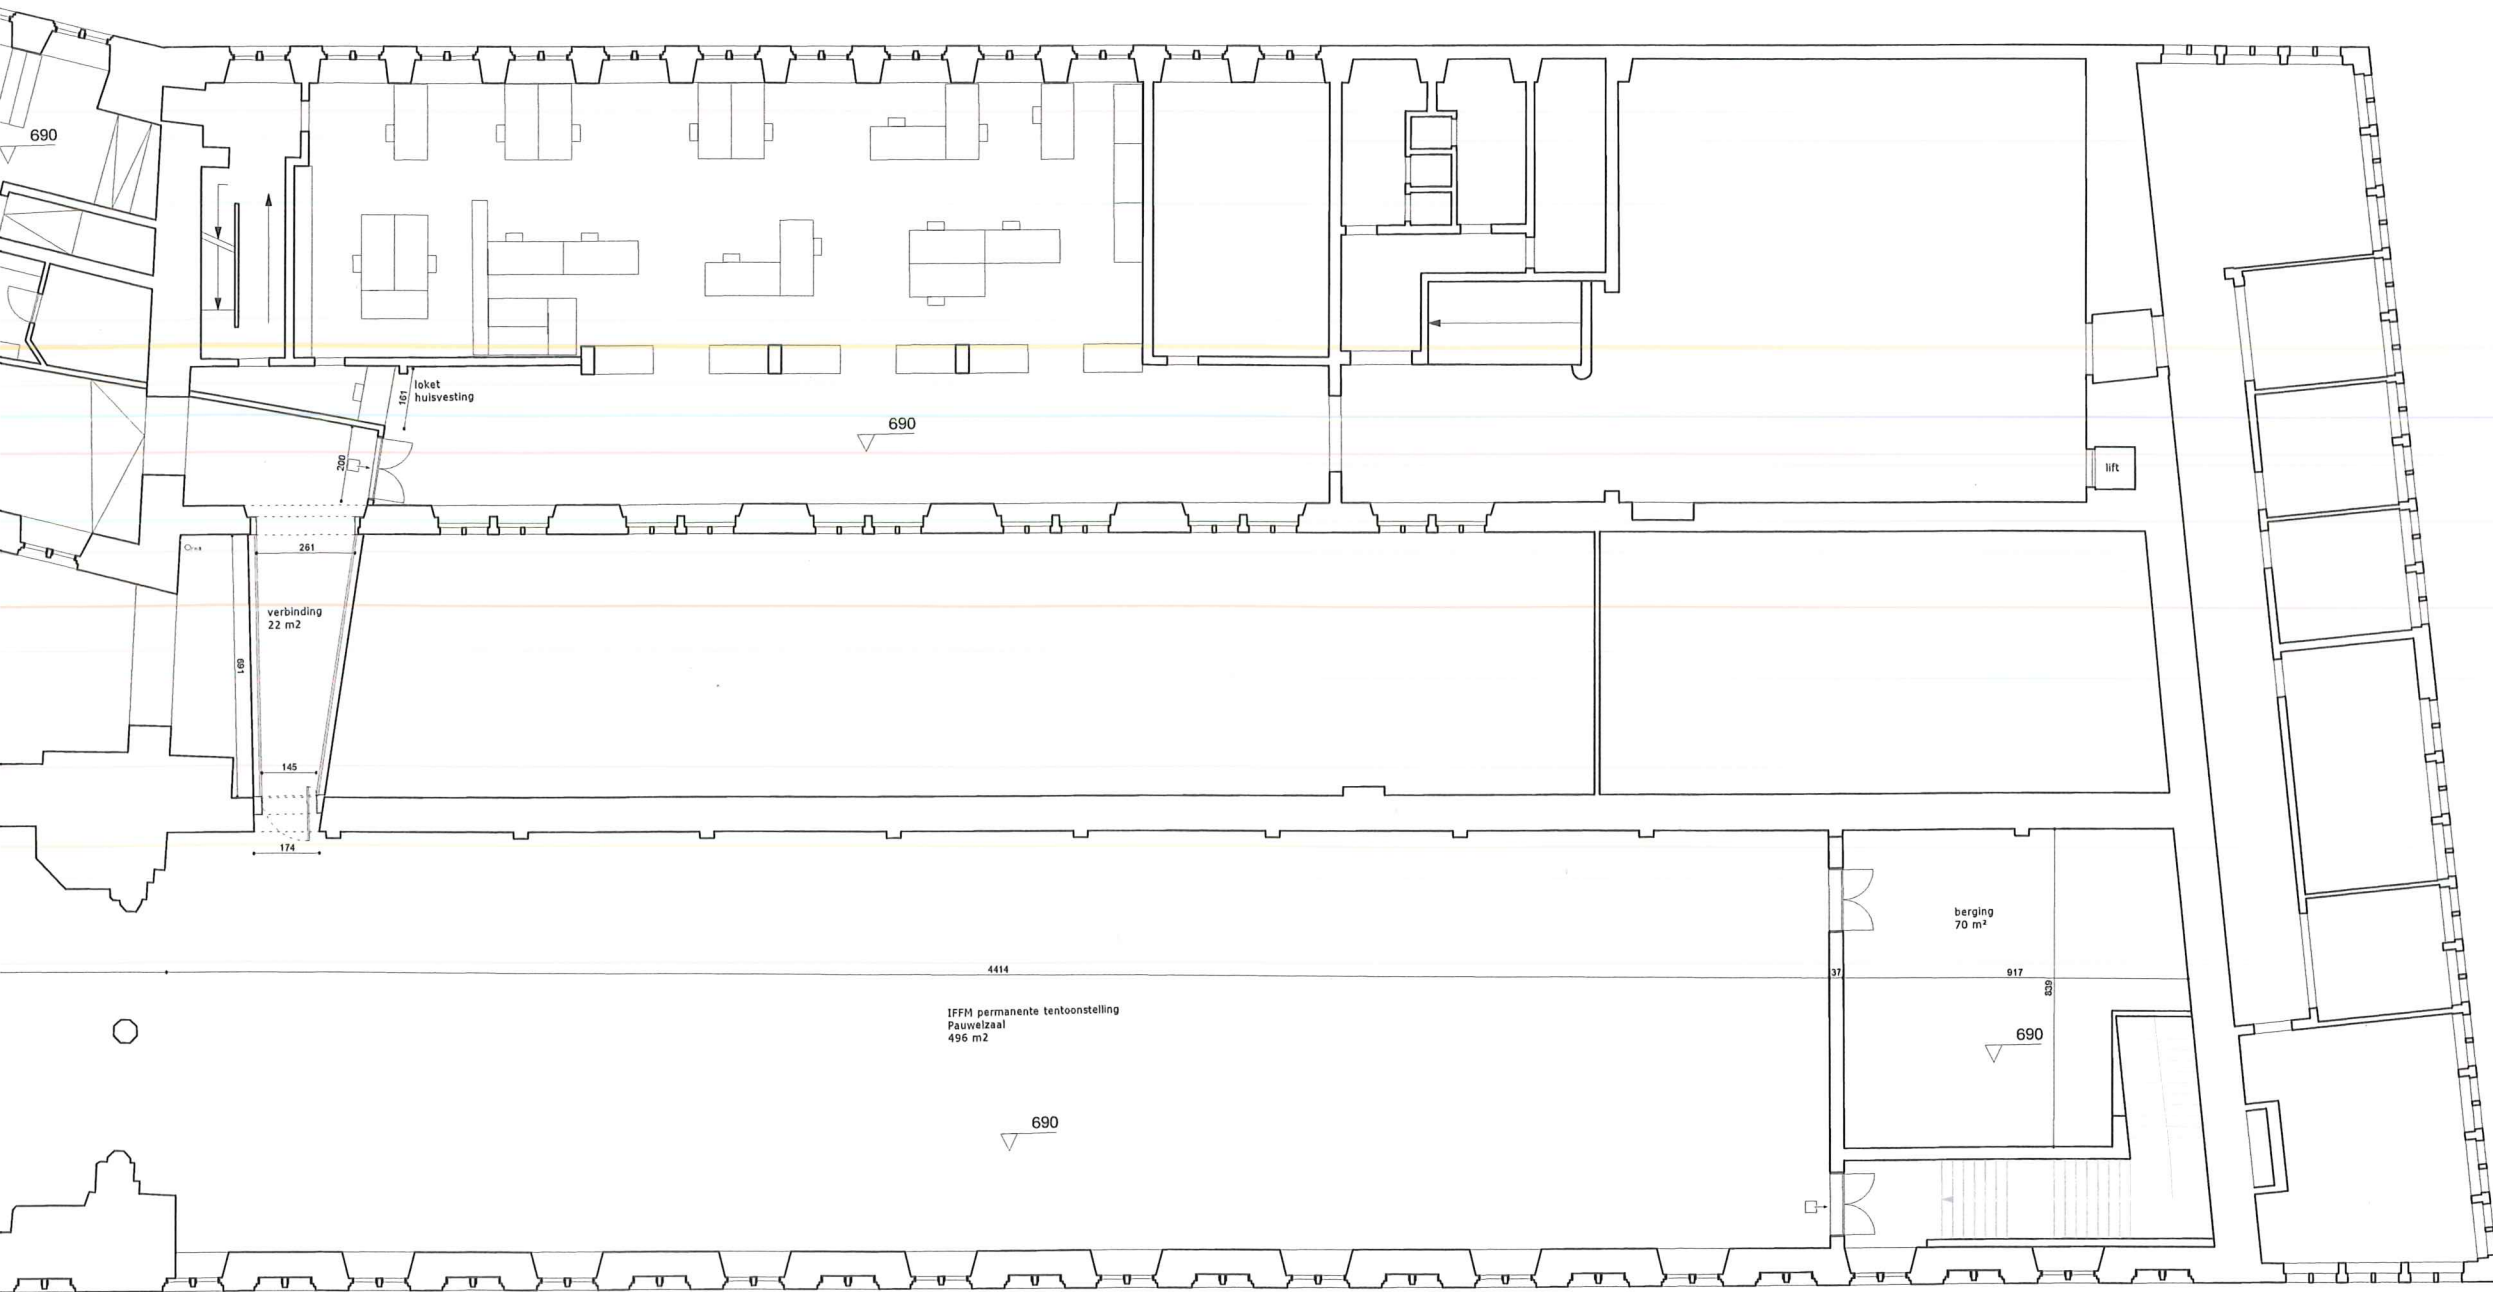 690
loket
huisvesting
161
690
200
lift
261
verbinding
22 m2
691
145
174
berging
70 m²
4414
37
917
839
IFFM permanente tentoonstelling
Pauwelzaal
496 m2
690
690